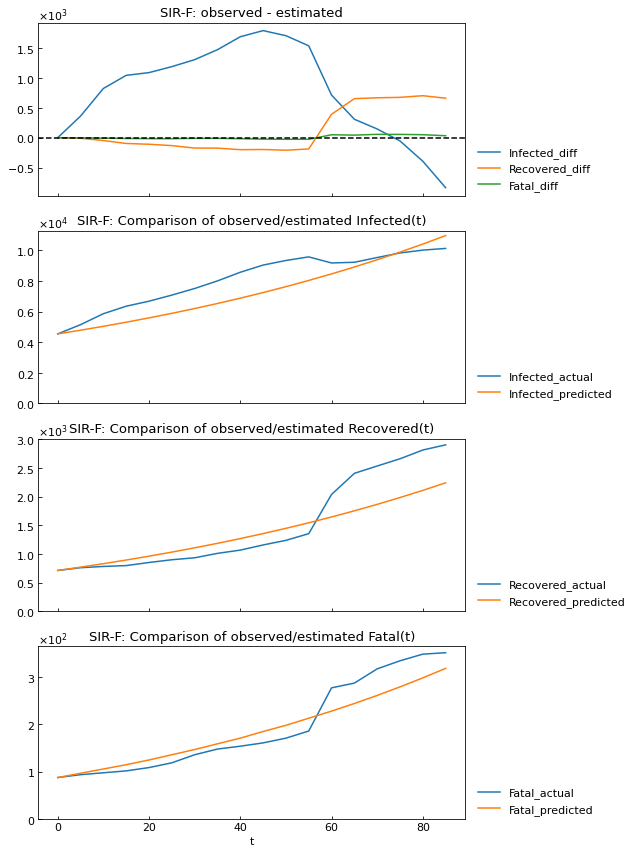 SIR-F: observed - estimated
×10³
1.5
1.0
0.5
0.0
−0.5
Infected_diff
Recovered_diff
Fatal_diff
SIR-F: Comparison of observed/estimated Infected(t)
×10⁴
1.0
0.8
0.6
0.4
0.2
0.0
Infected_actual
Infected_predicted
SIR-F: Comparison of observed/estimated Recovered(t)
×10³
3.0
2.5
2.0
1.5
1.0
0.5
0.0
Recovered_actual
Recovered_predicted
SIR-F: Comparison of observed/estimated Fatal(t)
×10²
3
2
1
0
Fatal_actual
Fatal_predicted
0 20 40 60 80
t